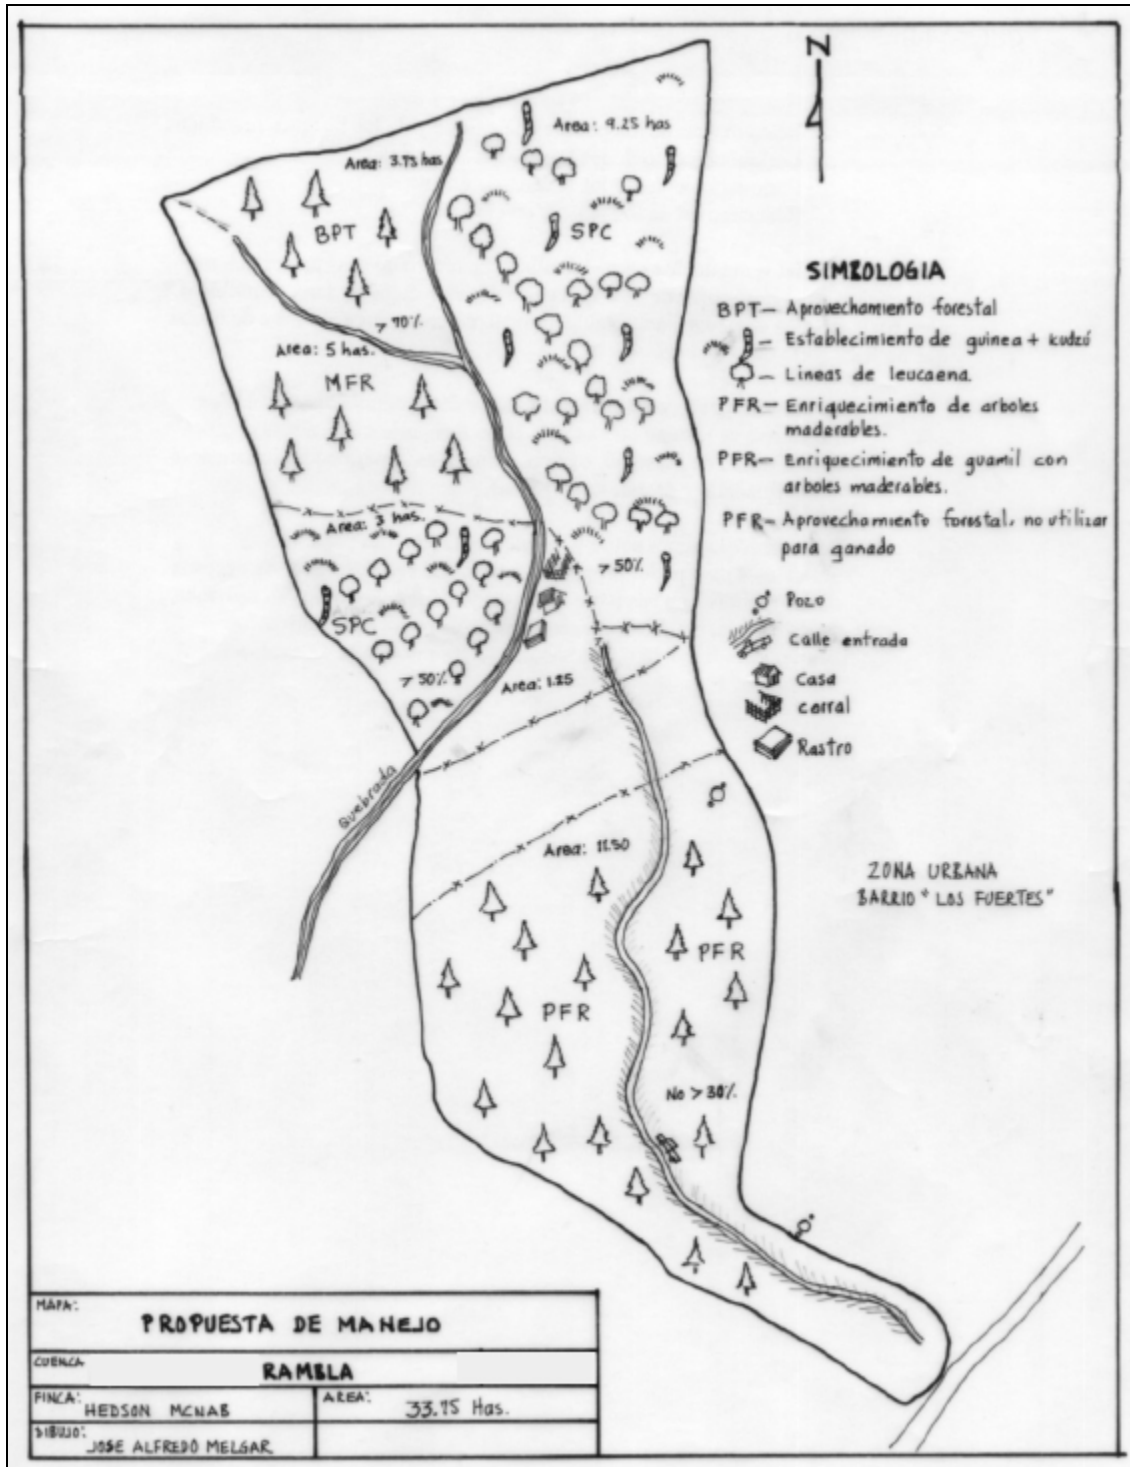 N
Area: 9.25 has
Area: 3.75 has
BPT
SPC
> 70%
Area: 5 has.
MFR
Area: 3 has.
SPC
> 50%
> 50%
Area: 1.25
Quebrada
Area: 11.50
PFR
PFR
No > 30%
SIMBOLOGIA
BPT— Aprovechamiento forestal
— Establecimiento de guinea + kudzú
— Lineas de leucaena.
PFR— Enriquecimiento de arboles
maderables.
PFR— Enriquecimiento de guamil con
arboles maderables.
PFR— Aprovechamiento forestal, no utilizar
para ganado
Pozo
Calle entrada
Casa
corral
Rastro
ZONA URBANA
BARRIO "LOS FUERTES"
MAPA:
PROPUESTA DE MANEJO
CUENCA
RAMBLA
FINCA: HEDSON MCNAB
AREA: 33.75 Has.
DIBUJO: JOSE ALFREDO MELGAR